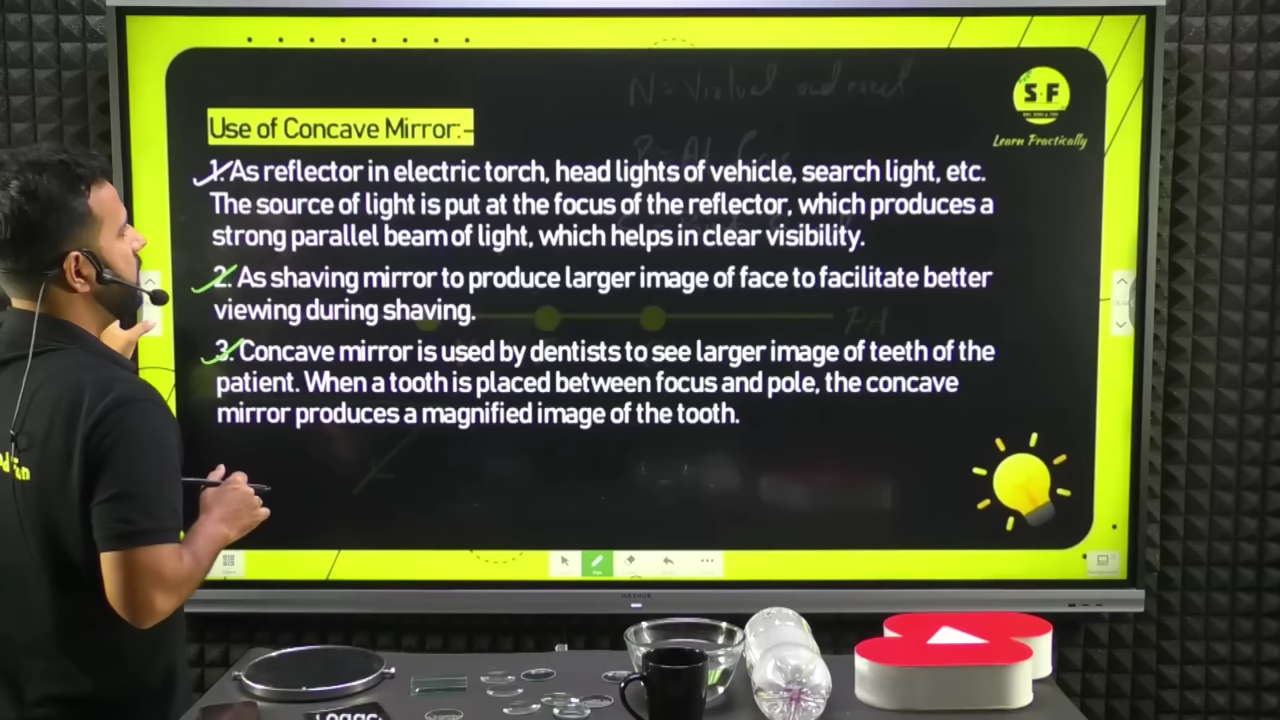 N = Virtual and
S F
Learn Practically
Use of Concave Mirror:-
1. As reflector in electric torch, head lights of vehicle, search light, etc.
The source of light is put at the focus of the reflector, which produces a
strong parallel beam of light, which helps in clear visibility.
2. As shaving mirror to produce larger image of face to facilitate better
viewing during shaving.
3. Concave mirror is used by dentists to see larger image of teeth of the
patient. When a tooth is placed between focus and pole, the concave
mirror produces a magnified image of the tooth.
PA